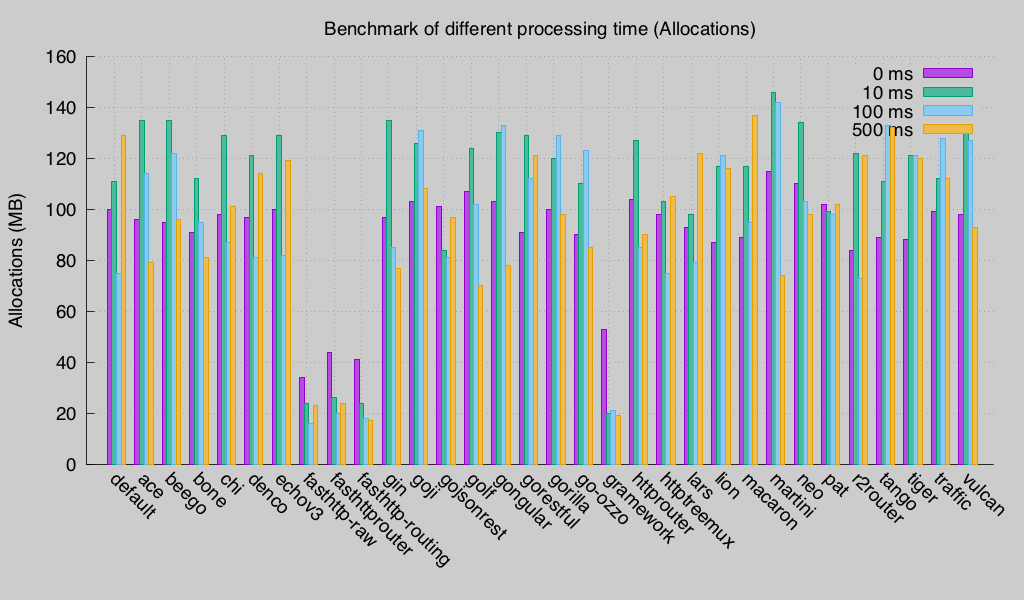 Benchmark of different processing time (Allocations)
160
140
120
100
80
60
40
20
0
Allocations (MB)
0 ms
10 ms
100 ms
500 ms
default
ace
beego
bone
chi
denco
echov3
fasthttp-raw
fasthttprouter
fasthttp-routing
gin
goji
gojsonrest
golf
gongular
gorestful
gorilla
go-ozzo
gramework
httprouter
httptreemux
lars
lion
macaron
martini
neo
pat
r2router
tango
tiger
traffic
vulcan